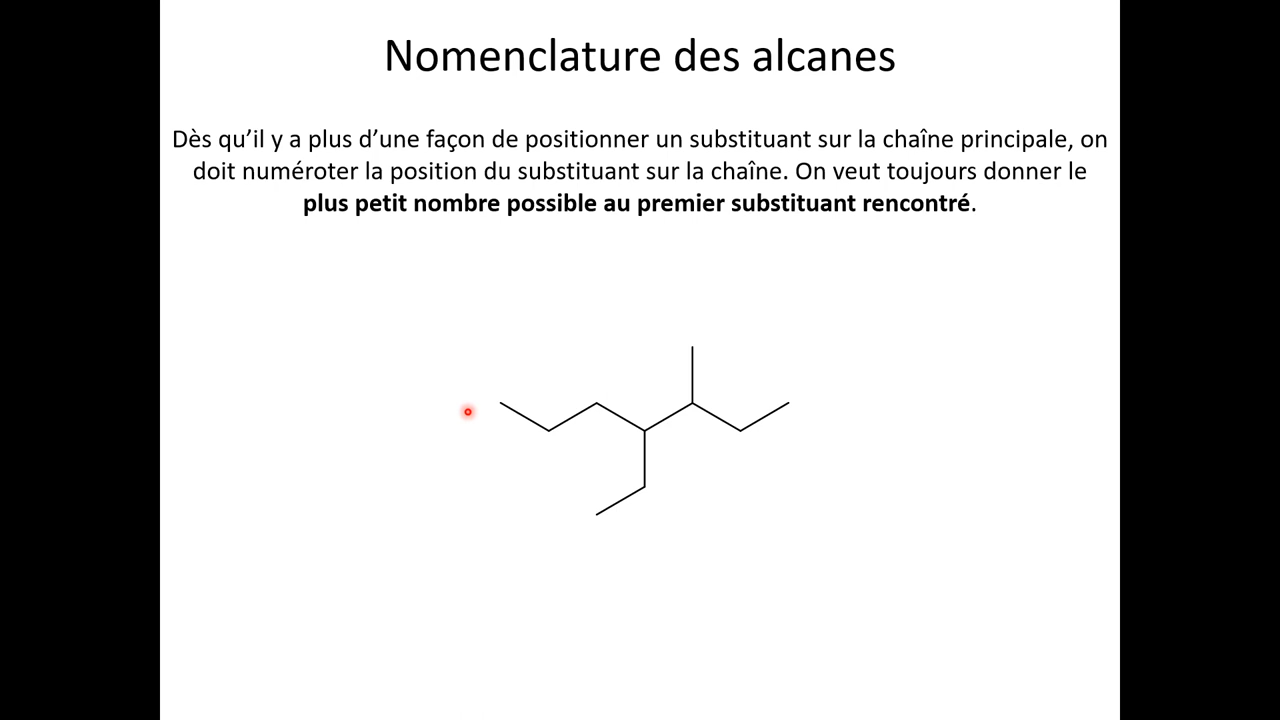 Nomenclature des alcanes
Dès qu’il y a plus d’une façon de positionner un substituant sur la chaîne principale, on
doit numéroter la position du substituant sur la chaîne. On veut toujours donner le
plus petit nombre possible au premier substituant rencontré.